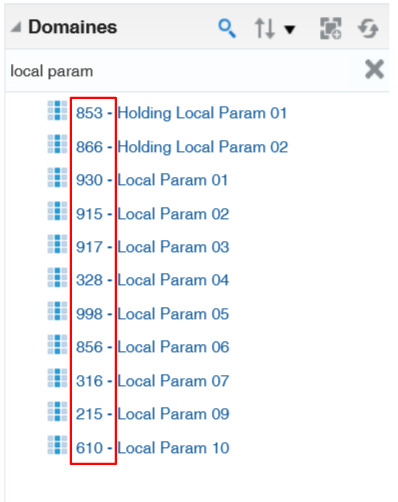 Domaines
local param
853 - Holding Local Param 01
866 - Holding Local Param 02
930 - Local Param 01
915 - Local Param 02
917 - Local Param 03
328 - Local Param 04
998 - Local Param 05
856 - Local Param 06
316 - Local Param 07
215 - Local Param 09
610 - Local Param 10